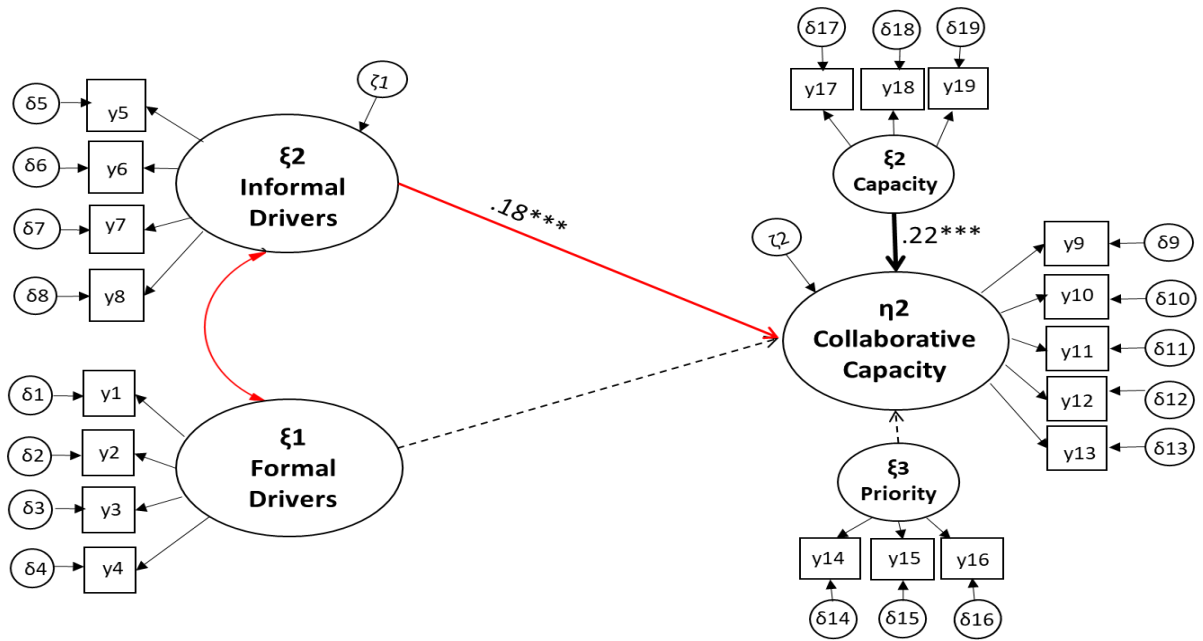 δ17
δ18
δ19
y17
y18
y19
ζ1
δ5
y5
δ6
y6
δ7
y7
δ8
y8
ξ2
Informal
Drivers
.18***
ξ2
Capacity
.22***
ζ2
η2
Collaborative
Capacity
y9
δ9
y10
δ10
y11
δ11
y12
δ12
y13
δ13
δ1
y1
δ2
y2
δ3
y3
δ4
y4
ξ1
Formal
Drivers
ξ3
Priority
y14
y15
y16
δ14
δ15
δ16